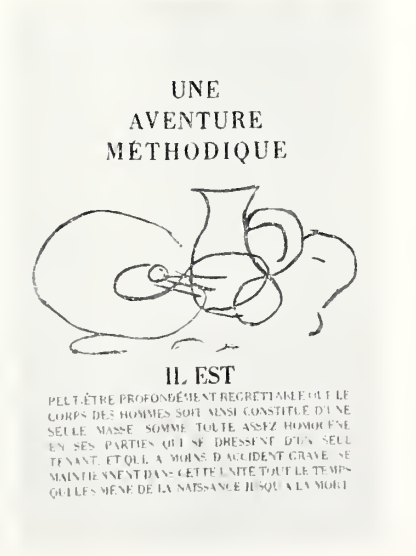 UNE
AVENTURE
MÉTHODIQUE
IL EST
PEUT-ÊTRE PROFONDÉMENT REGRETTABLE QUE LE
CORPS DES HOMMES SOIT AINSI CONSTITUÉ D'UNE
SEULE MASSE SOMME TOUTE ASSEZ HOMOGÈNE
EN SES PARTIES QUI SE DRESSENT D'UN SEUL
TENANT, ET QUI, A MOINS D'ACCIDENT GRAVE SE
MAINTIENNENT DANS CETTE UNITÉ TOUT LE TEMPS
QUI LES MÈNE DE LA NAISSANCE JUSQU'A LA MORT